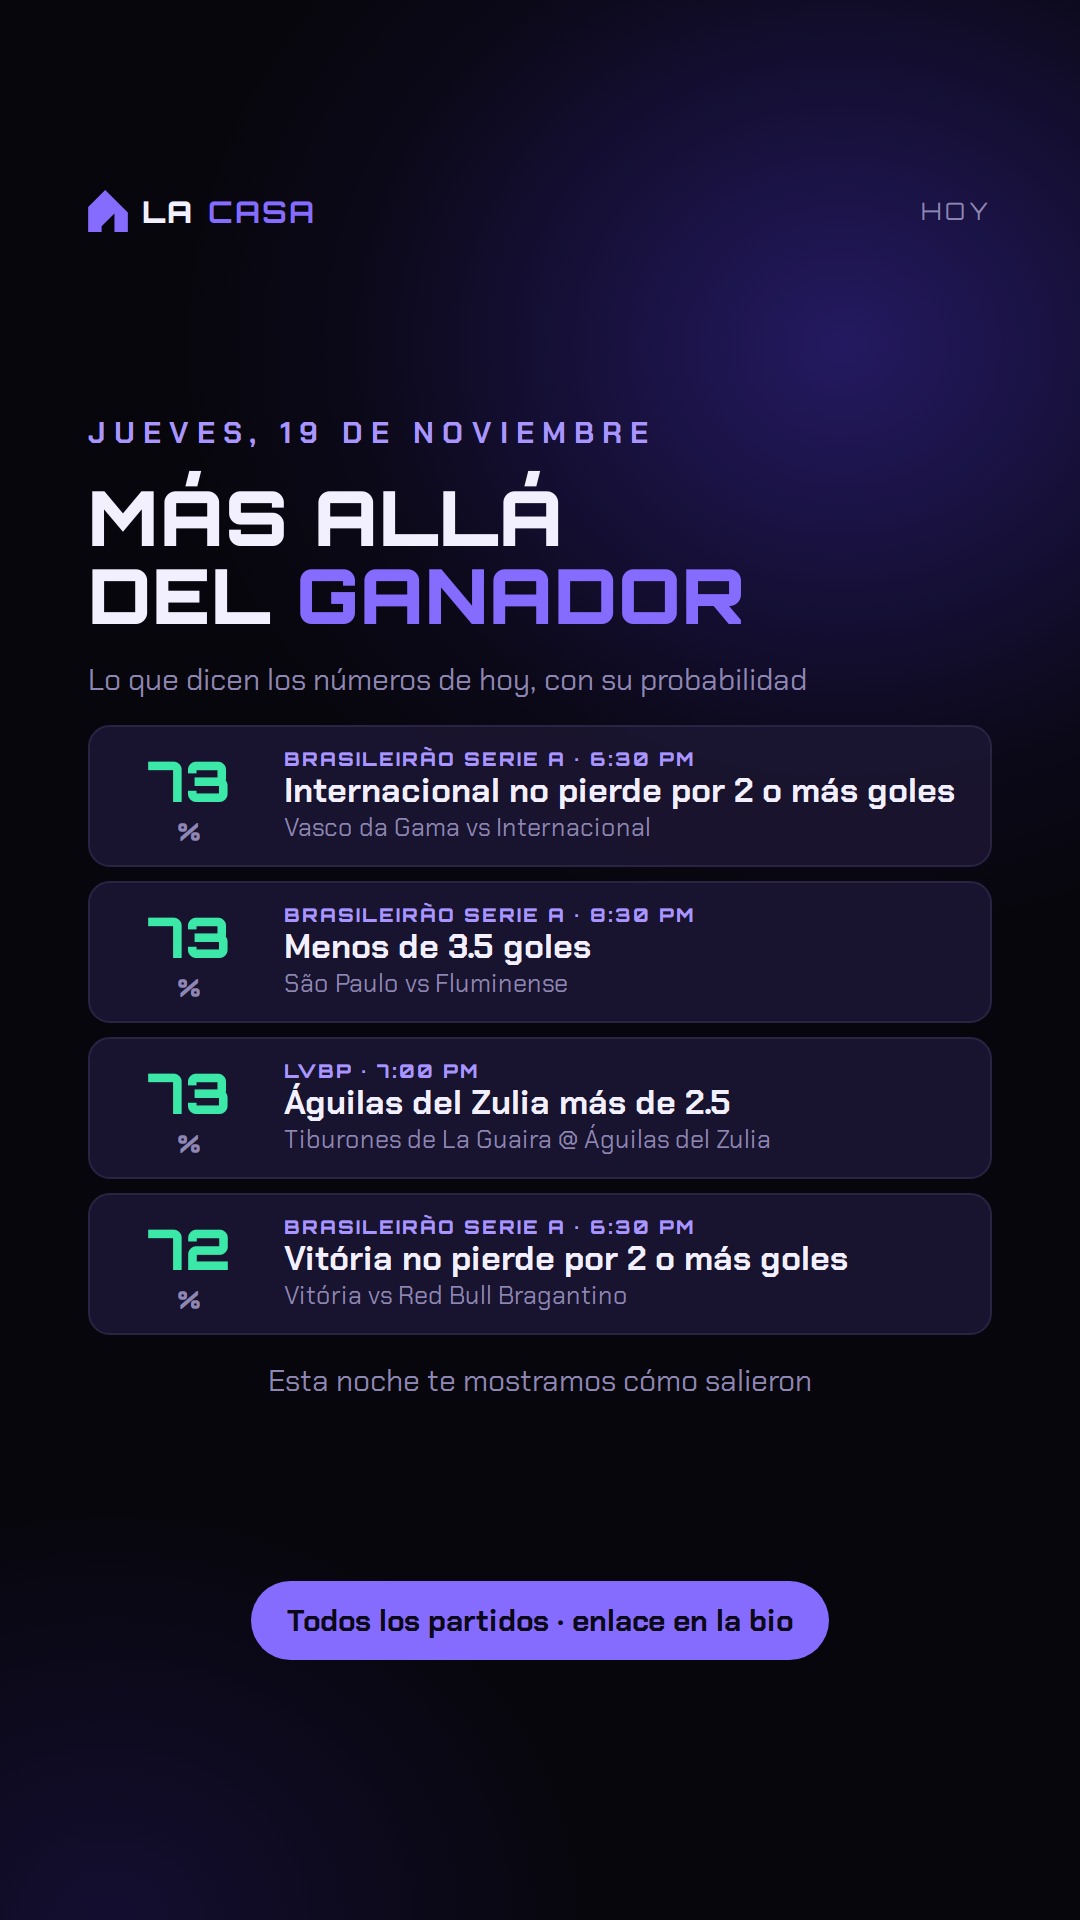 LA CASA
HOY
JUEVES, 19 DE NOVIEMBRE
MÁS ALLÁ
DEL GANADOR
Lo que dicen los números de hoy, con su probabilidad
73
%
BRASILEIRÃO SERIE A · 6:30 PM
Internacional no pierde por 2 o más goles
Vasco da Gama vs Internacional
73
%
BRASILEIRÃO SERIE A · 8:30 PM
Menos de 3.5 goles
São Paulo vs Fluminense
73
%
LVBP · 7:00 PM
Águilas del Zulia más de 2.5
Tiburones de La Guaira @ Águilas del Zulia
72
%
BRASILEIRÃO SERIE A · 6:30 PM
Vitória no pierde por 2 o más goles
Vitória vs Red Bull Bragantino
Esta noche te mostramos cómo salieron
Todos los partidos · enlace en la bio